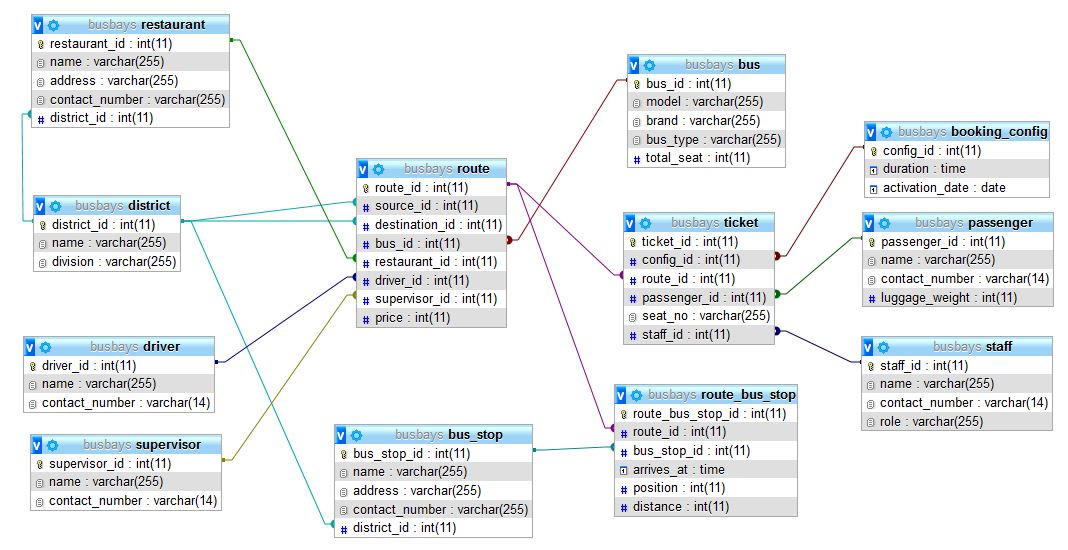 busbays restaurant
restaurant_id : int(11)
name : varchar(255)
address : varchar(255)
contact_number : varchar(255)
# district_id : int(11)
busbays district
district_id : int(11)
name : varchar(255)
division : varchar(255)
busbays driver
driver_id : int(11)
name : varchar(255)
contact_number : varchar(14)
busbays supervisor
supervisor_id : int(11)
name : varchar(255)
contact_number : varchar(14)
busbays route
route_id : int(11)
# source_id : int(11)
# destination_id : int(11)
# bus_id : int(11)
# restaurant_id : int(11)
# driver_id : int(11)
# supervisor_id : int(11)
# price : int(11)
busbays bus_stop
bus_stop_id : int(11)
name : varchar(255)
address : varchar(255)
contact_number : varchar(255)
# district_id : int(11)
busbays bus
bus_id : int(11)
model : varchar(255)
brand : varchar(255)
bus_type : varchar(255)
# total_seat : int(11)
busbays ticket
ticket_id : int(11)
# config_id : int(11)
# route_id : int(11)
# passenger_id : int(11)
seat_no : varchar(255)
# staff_id : int(11)
busbays route_bus_stop
route_bus_stop_id : int(11)
# route_id : int(11)
# bus_stop_id : int(11)
arrives_at : time
# position : int(11)
# distance : int(11)
busbays booking_config
config_id : int(11)
duration : time
activation_date : date
busbays passenger
passenger_id : int(11)
name : varchar(255)
contact_number : varchar(14)
# luggage_weight : int(11)
busbays staff
staff_id : int(11)
name : varchar(255)
contact_number : varchar(14)
role : varchar(255)